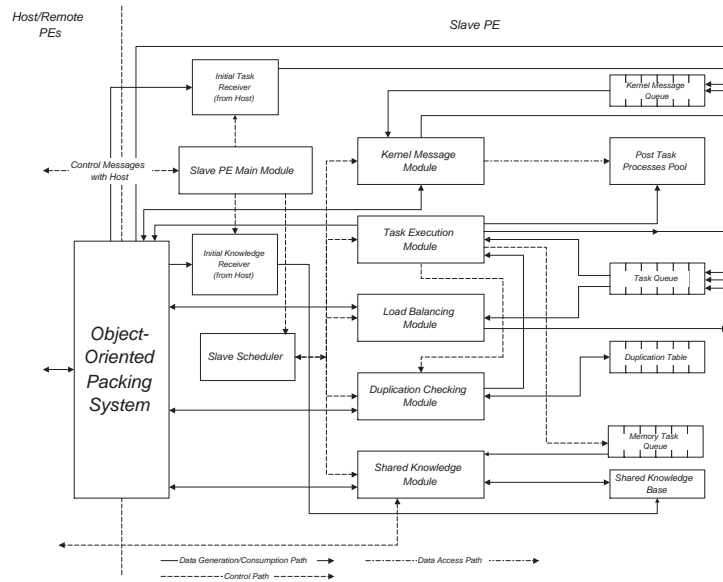 Host/Remote
PEs
Slave PE
Initial Task
Receiver
(from Host)
Kernel Message
Queue
Control Messages
with Host
Slave PE Main Module
Kernel Message
Module
Post Task
Processes Pool
Initial Knowledge
Receiver
(from Host)
Task Execution
Module
Task Queue
Object-
Oriented
Packing
System
Load Balancing
Module
Slave Scheduler
Duplication Table
Duplication Checking
Module
Memory Task
Queue
Shared Knowledge
Module
Shared Knowledge
Base
Data Generation/Consumption Path
Data Access Path
Control Path